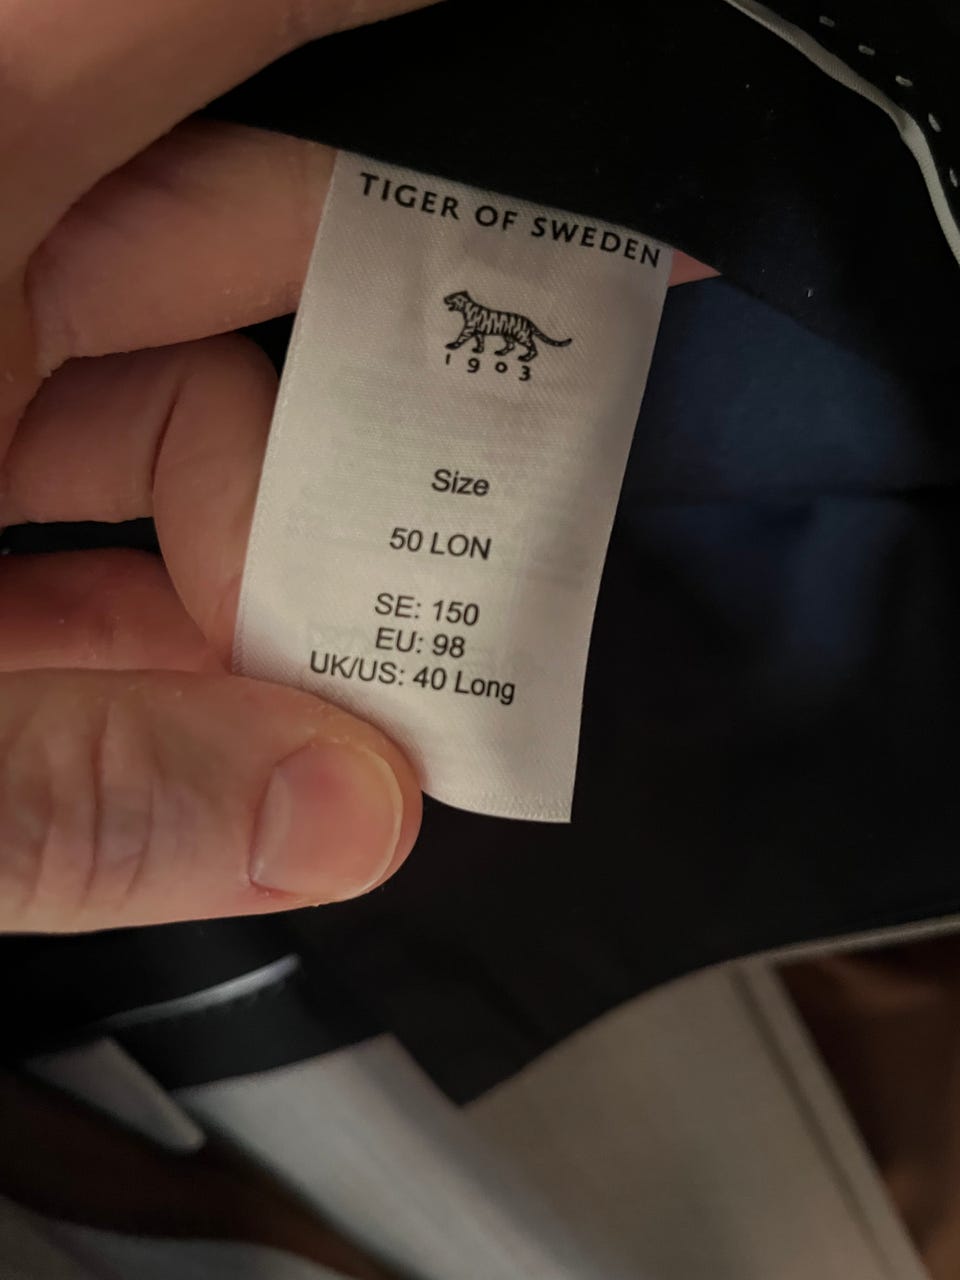 TIGER OF SWEDEN
1903
Size
50 LON
SE: 150
EU: 98
UK/US: 40 Long